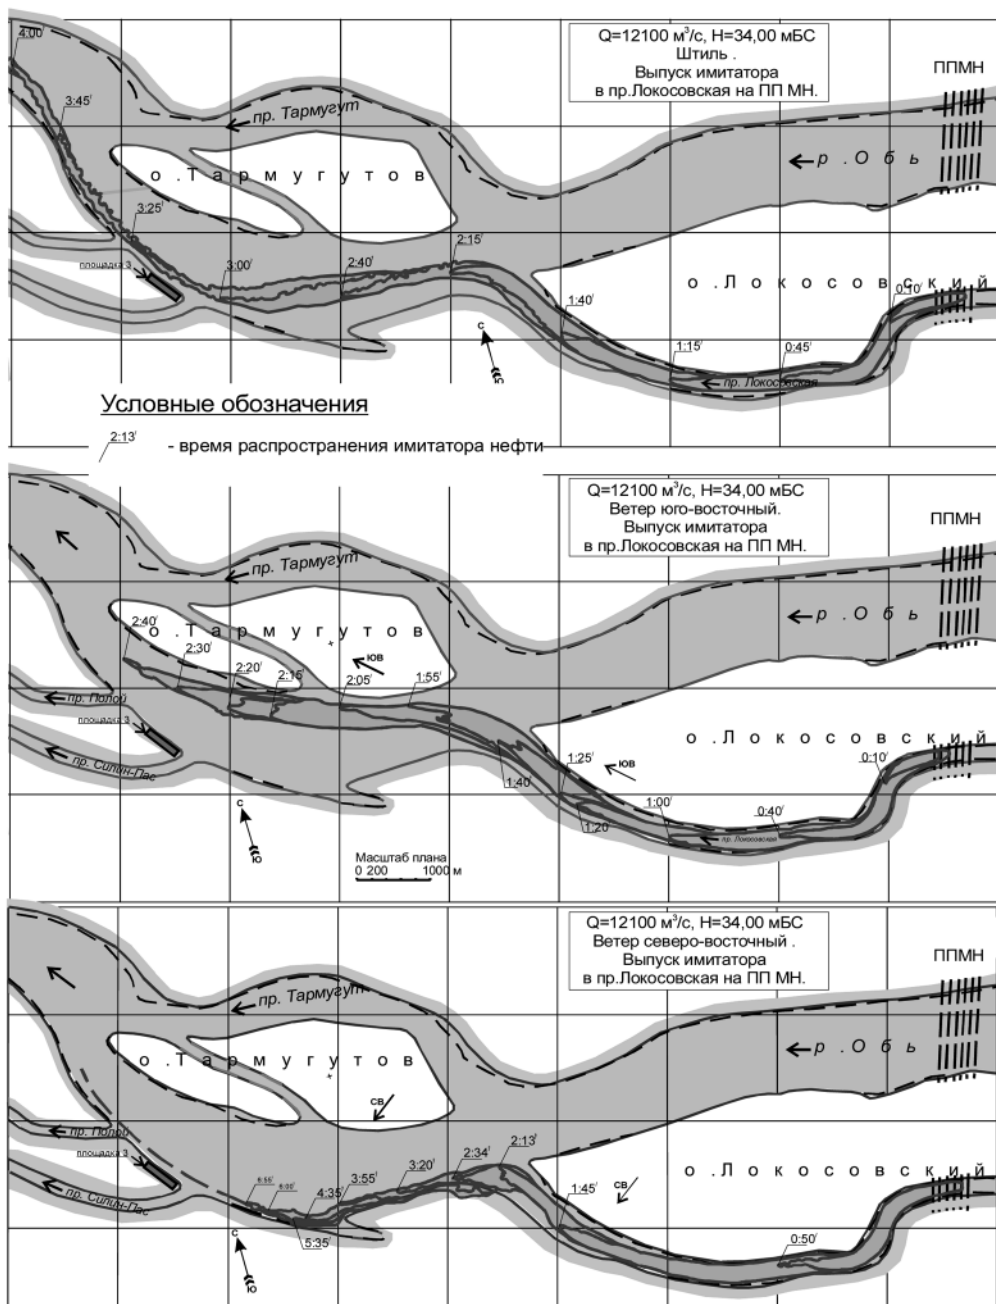 4:00'
Q=12100 м³/с, Н=34,00 мБС
Штиль .
Выпуск имитатора
в пр.Локосовская на ПП МН.
ППМН
3:45'
пр. Тармугут
р . О б ь
о . Т а р м у г у т о в
3:25'
площадка 3
3:00'
2:40'
2:15'
о . Л о к о с о в с к и й
0:10'
1:40'
с
ю
1:15'
0:45'
пр. Локосовская
Условные обозначения
2:13'
- время распространения имитатора нефти
Q=12100 м³/с, Н=34,00 мБС
Ветер юго-восточный.
Выпуск имитатора
в пр.Локосовская на ПП МН.
ППМН
пр. Тармугут
р . О б ь
о . Т а р м у г у т о в
2:40'
2:30'
юв
2:20'
2:15'
2:05'
1:55'
пр. Полой
площадка 3
о . Л о к о с о в с к и й
пр. Силин-Пас
1:40'
1:25'
юв
0:10'
с
ю
1:20'
1:00'
0:40'
пр. Локосовская
Масштаб плана
0 200 1000 м
Q=12100 м³/с, Н=34,00 мБС
Ветер северо-восточный .
Выпуск имитатора
в пр.Локосовская на ПП МН.
ППМН
пр. Тармугут
р . О б ь
о . Т а р м у г у т о в
св
пр. Полой
площадка 3
2:13'
2:34'
3:20'
3:55'
4:35'
6:00'
6:55'
о . Л о к о с о в с к и й
св
пр. Силин-Пас
1:45'
5:35'
0:50'
с
ю